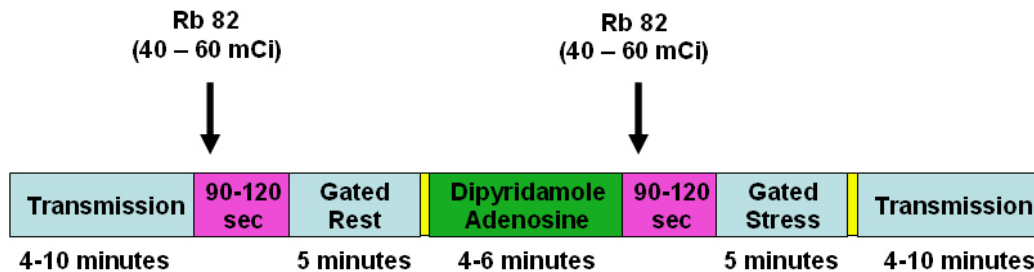 Rb 82
(40 – 60 mCi)
Rb 82
(40 – 60 mCi)
Transmission
90-120
sec
Gated
Rest
Dipyridamole
Adenosine
90-120
sec
Gated
Stress
Transmission
4-10 minutes
5 minutes
4-6 minutes
5 minutes
4-10 minutes